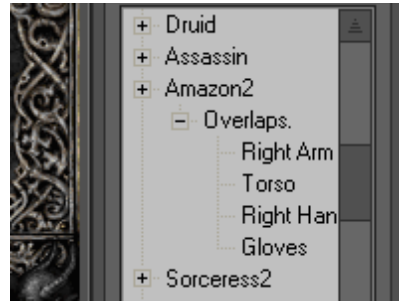 Druid
Assassin
Amazon2
Overlaps.
Right Arm
Torso
Right Han
Gloves
Sorceress2